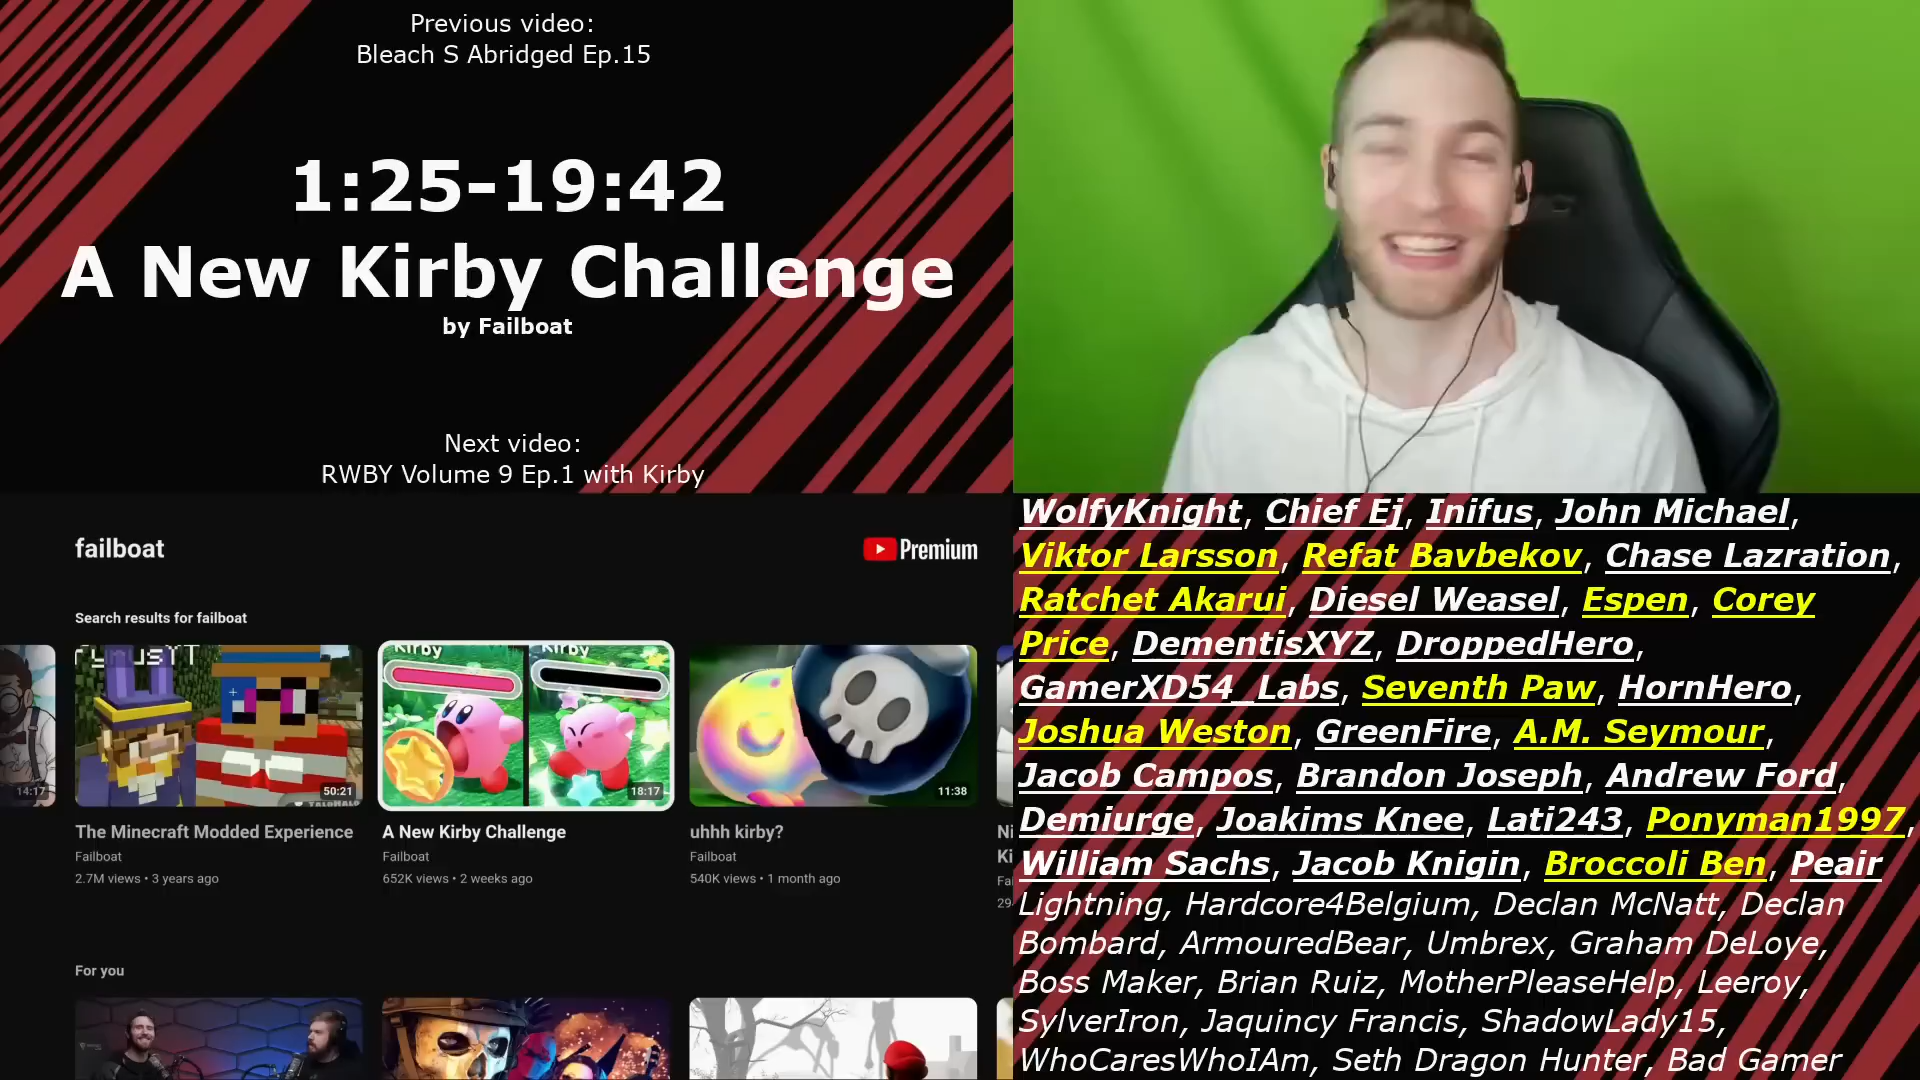 Previous video:
Bleach S Abridged Ep.15
1:25-19:42
A New Kirby Challenge
by Failboat
Next video:
RWBY Volume 9 Ep.1 with Kirby
failboat
Premium
Search results for failboat
14:17
50:21
Kirby
Kirby
18:17
11:38
The Minecraft Modded Experience
Failboat
2.7M views • 3 years ago
A New Kirby Challenge
Failboat
652K views • 2 weeks ago
uhhh kirby?
Failboat
540K views • 1 month ago
Ni
Ki
Fai
29
For you
WolfyKnight, Chief Ej, Inifus, John Michael,
Viktor Larsson, Refat Bavbekov, Chase Lazration,
Ratchet Akarui, Diesel Weasel, Espen, Corey
Price, DementisXYZ, DroppedHero,
GamerXD54_Labs, Seventh Paw, HornHero,
Joshua Weston, GreenFire, A.M. Seymour,
Jacob Campos, Brandon Joseph, Andrew Ford,
Demiurge, Joakims Knee, Lati243, Ponyman1997,
William Sachs, Jacob Knigin, Broccoli Ben, Peair
Lightning, Hardcore4Belgium, Declan McNatt, Declan
Bombard, ArmouredBear, Umbrex, Graham DeLoye,
Boss Maker, Brian Ruiz, MotherPleaseHelp, Leeroy,
SylverIron, Jaquincy Francis, ShadowLady15,
WhoCaresWhoIAm, Seth Dragon Hunter, Bad Gamer